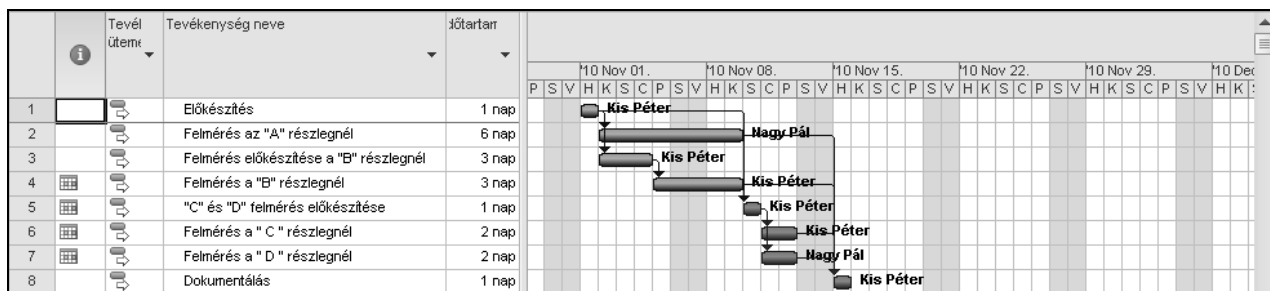 Tevél
üteme
Tevékenység neve
dőtartam
'10 Nov 01.
'10 Nov 08.
'10 Nov 15.
'10 Nov 22.
'10 Nov 29.
'10 Dec
P S V H K S C P S V H K S C P S V H K S C P S V H K S C P S V H K S C P S V H K
1 Előkészítés 1 nap Kis Péter
2 Felmérés az "A" részlegnél 6 nap Nagy Pál
3 Felmérés előkészítése a "B" részlegnél 3 nap Kis Péter
4 Felmérés a "B" részlegnél 3 nap Kis Péter
5 "C" és "D" felmérés előkészítése 1 nap Kis Péter
6 Felmérés a " C " részlegnél 2 nap Kis Péter
7 Felmérés a " D " részlegnél 2 nap Nagy Pál
8 Dokumentálás 1 nap Kis Péter